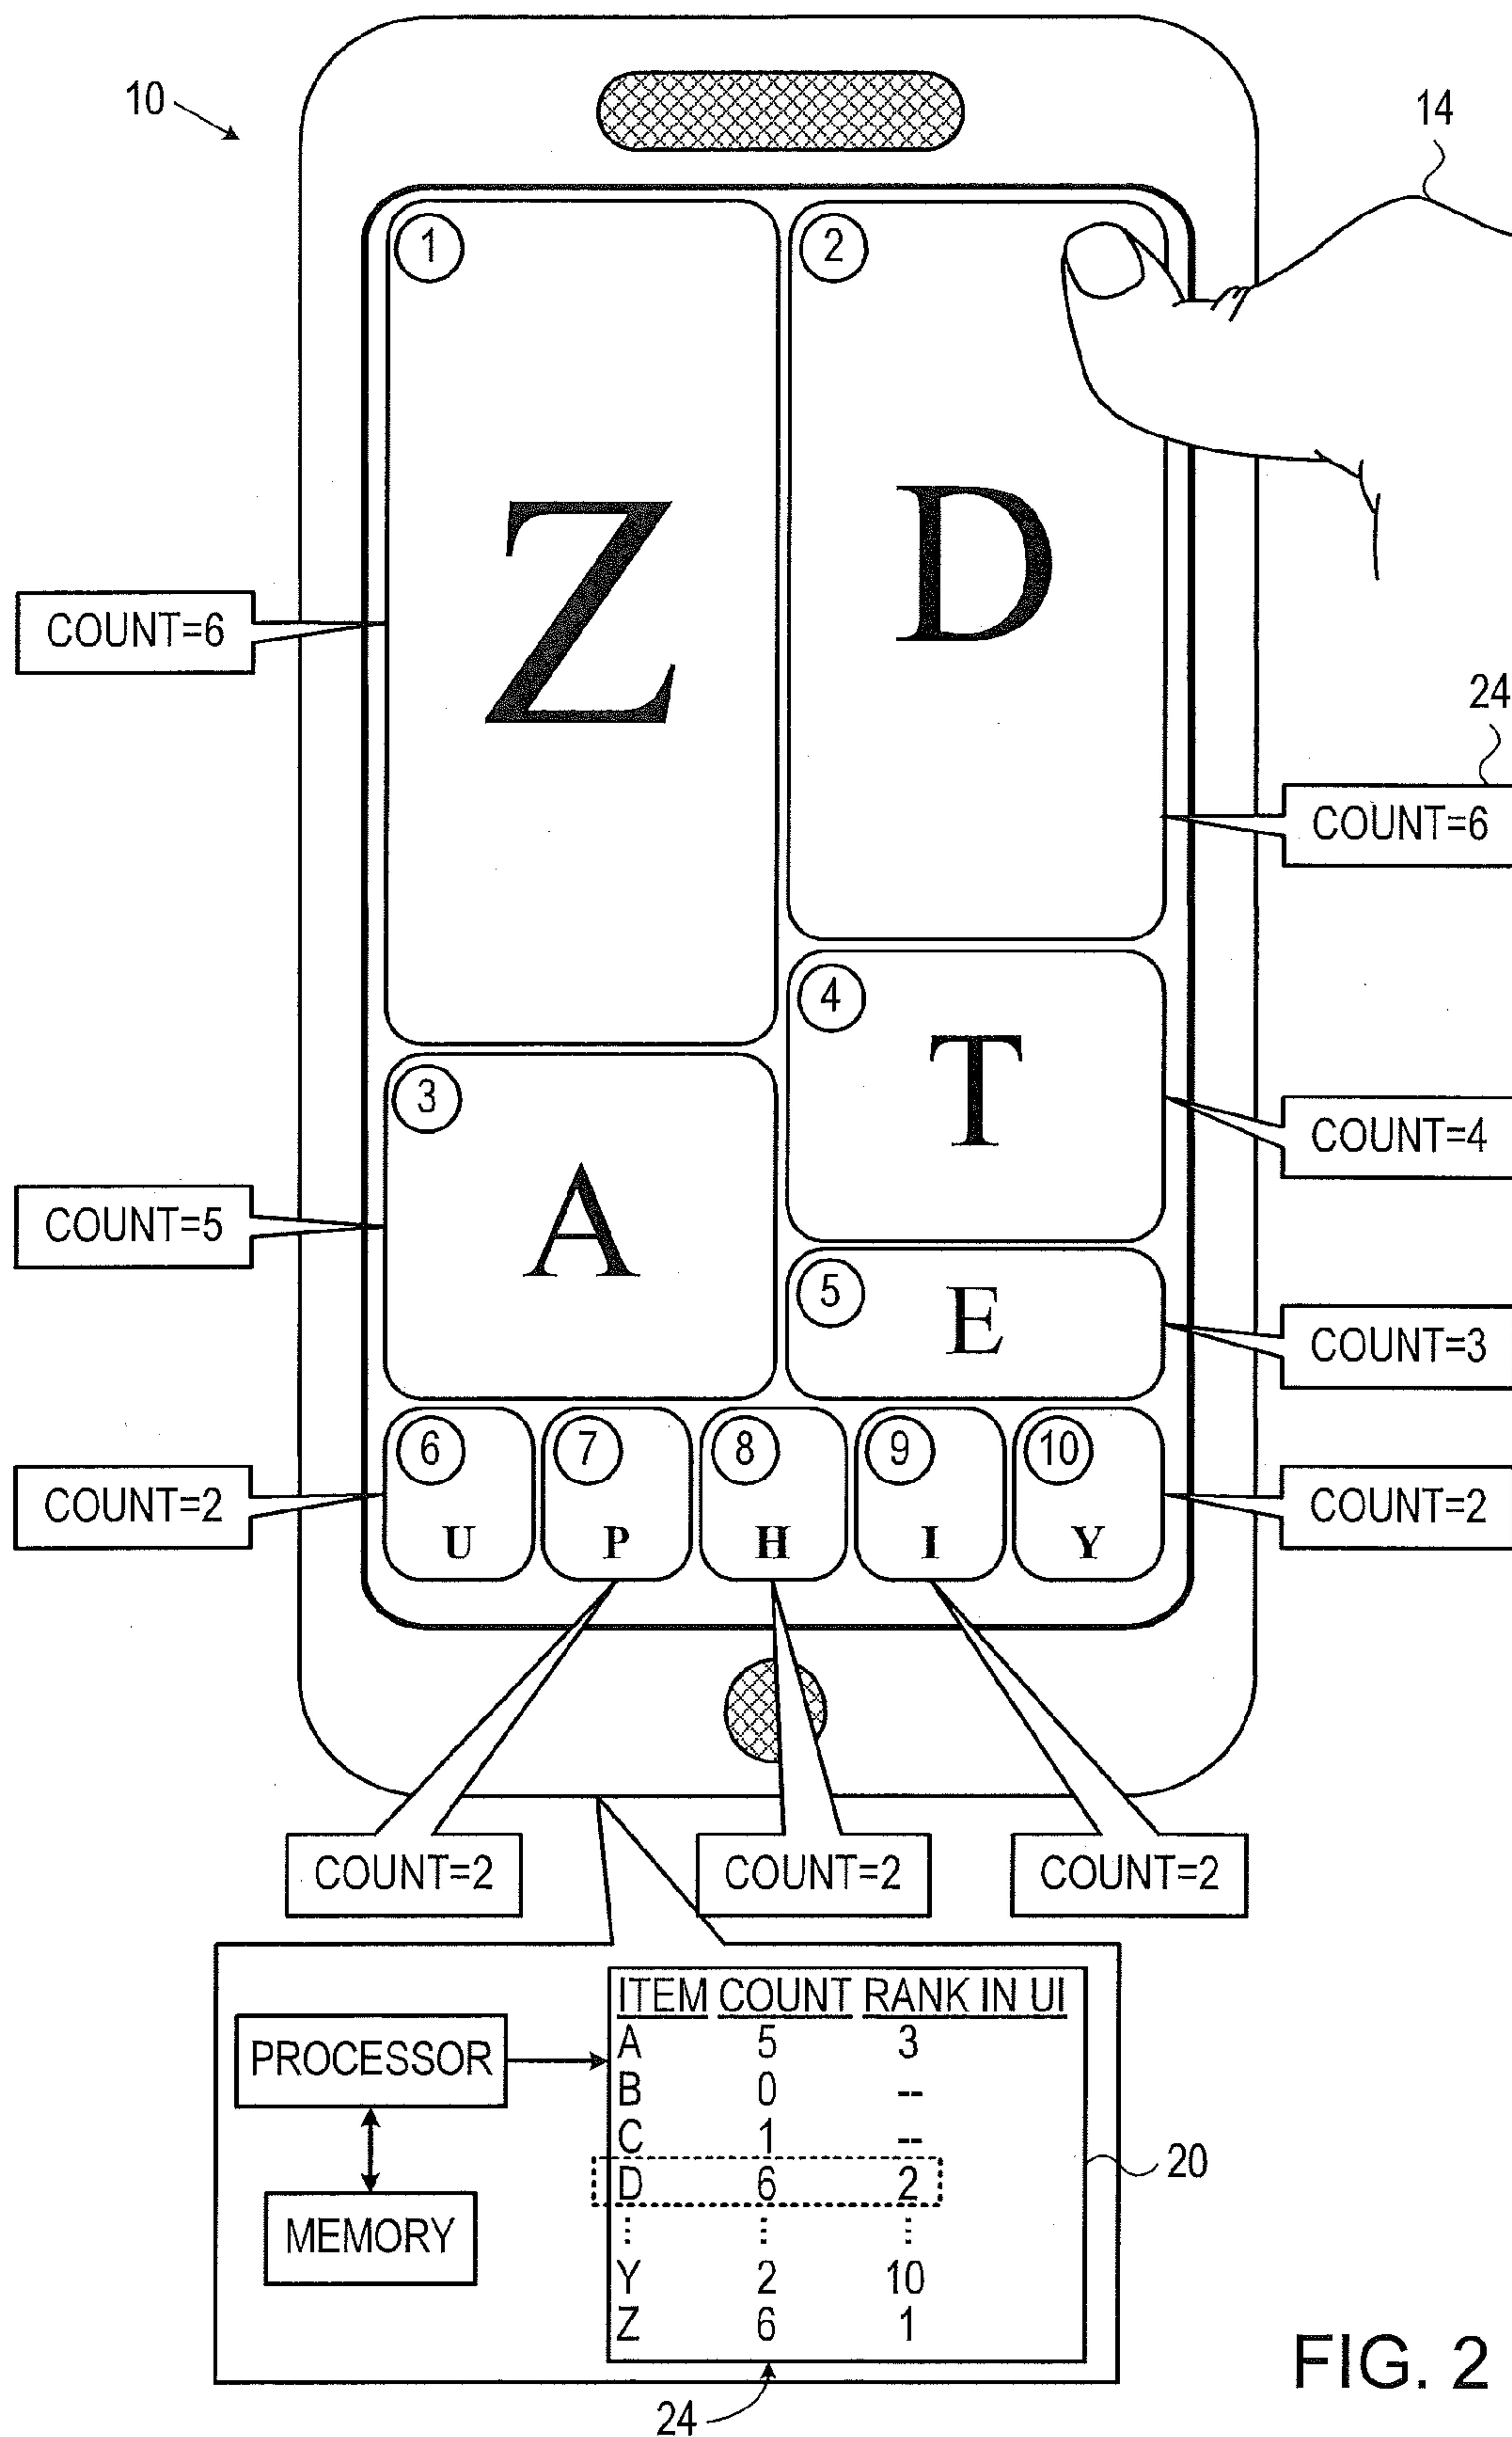 10
14
1
2
Z
D
COUNT=6
24
COUNT=6
4
T
3
COUNT=4
A
COUNT=5
5
E
COUNT=3
6
7
8
9
10
COUNT=2
COUNT=2
U
P
H
I
Y
COUNT=2
COUNT=2
COUNT=2
ITEM COUNT RANK IN UI
PROCESSOR
A 5 3
B 0 --
C 1 --
20
D 6 2
MEMORY
⋮ ⋮ ⋮
Y 2 10
Z 6 1
24
FIG. 2